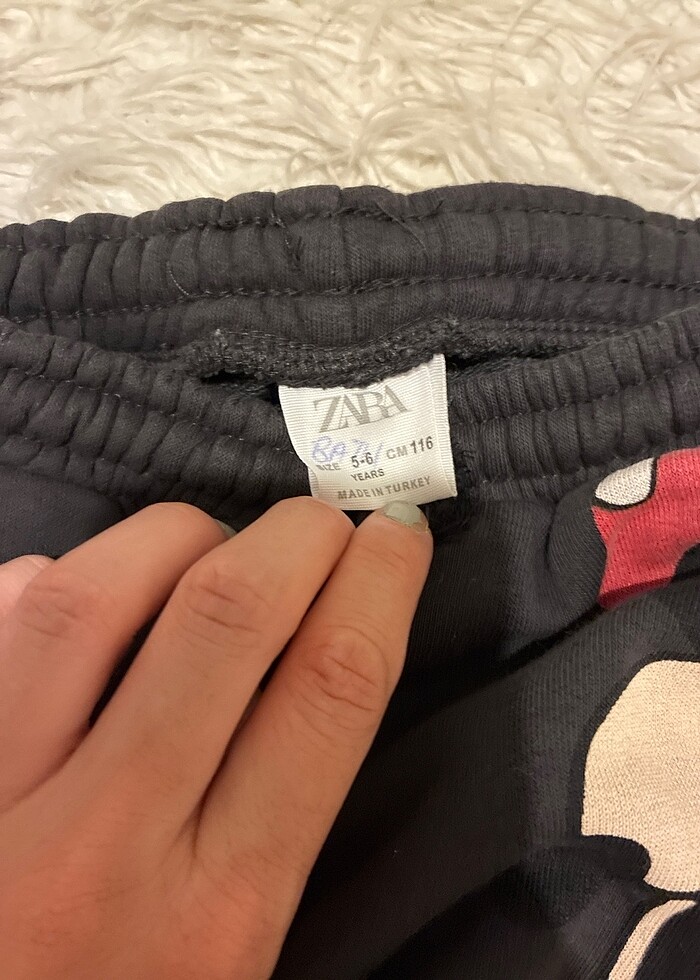 ZARA
SIZE 5-6 CM 116
YEARS
MADE IN TURKEY